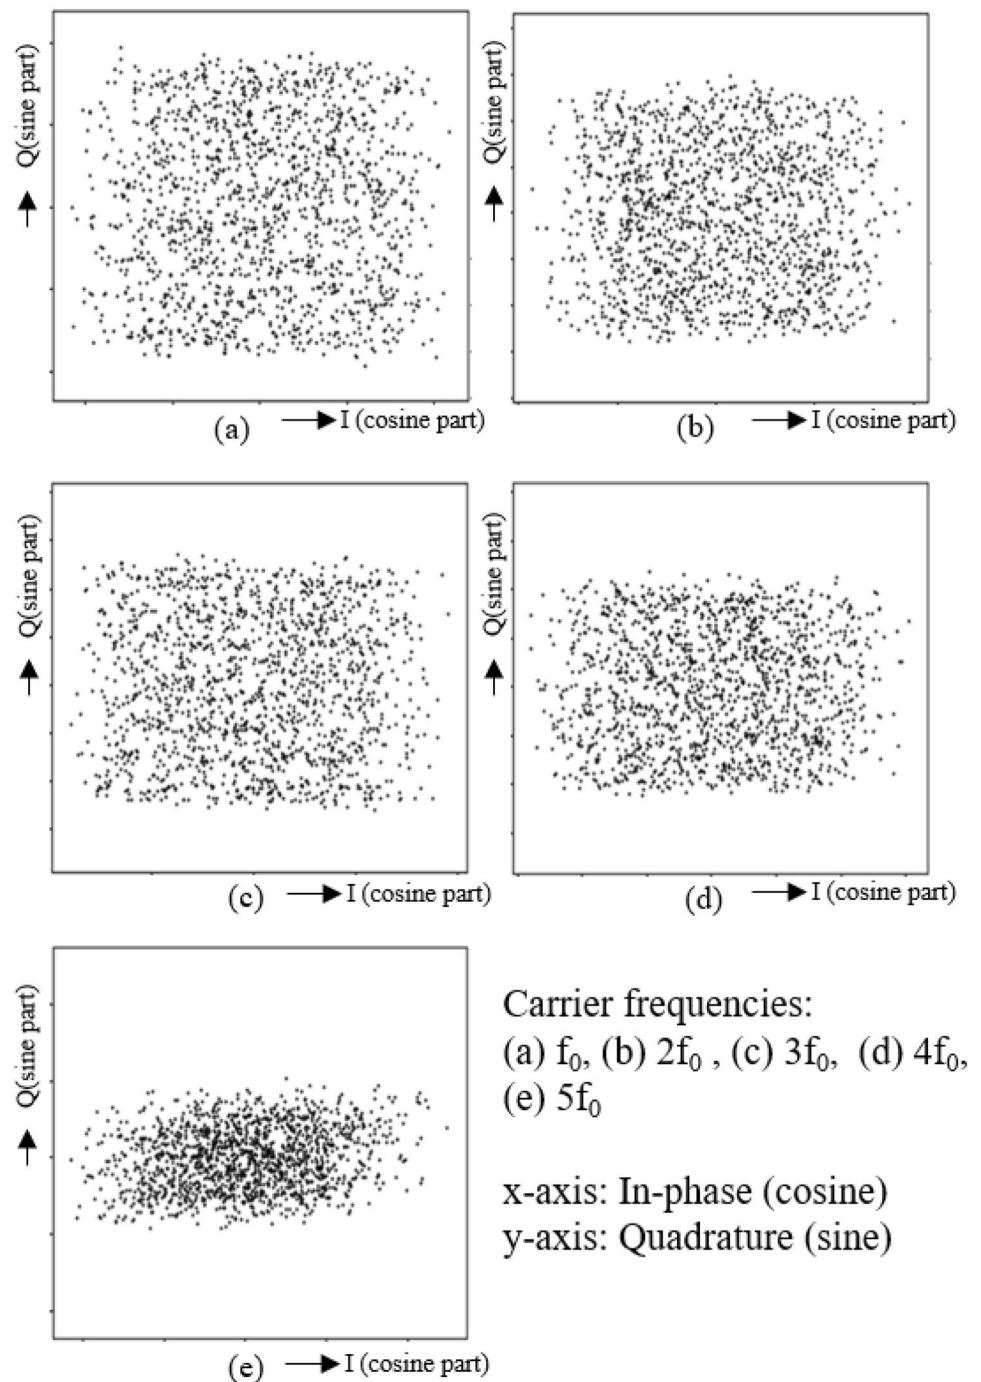 Q(sine part)
(a)
I (cosine part)
Q(sine part)
(b)
I (cosine part)
Q(sine part)
(c)
I (cosine part)
Q(sine part)
(d)
I (cosine part)
Q(sine part)
(e)
I (cosine part)
Carrier frequencies:
(a) f₀, (b) 2f₀ , (c) 3f₀, (d) 4f₀,
(e) 5f₀
x-axis: In-phase (cosine)
y-axis: Quadrature (sine)